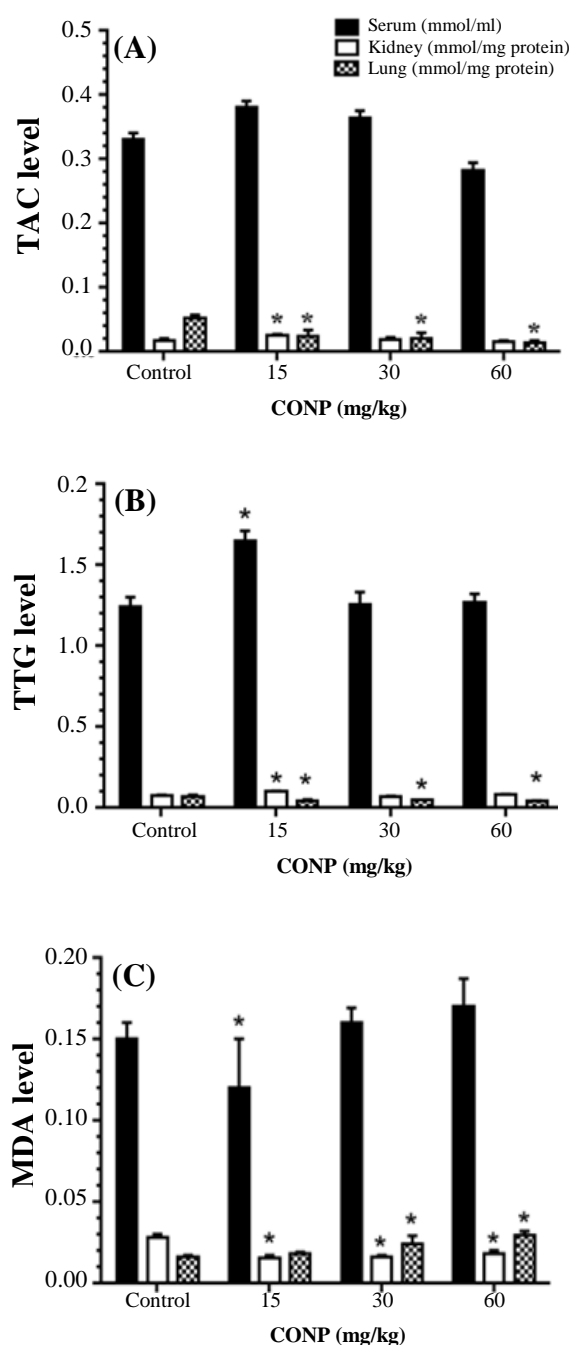 (A)
Serum (mmol/ml)
Kidney (mmol/mg protein)
Lung (mmol/mg protein)
TAC level
0.5
0.4
0.3
0.2
0.1
0.0
* * * *
Control 15 30 60
CONP (mg/kg)
(B)
TTG level
0.2
1.5
1.0
0.5
0.0
*
* * * *
Control 15 30 60
CONP (mg/kg)
(C)
MDA level
0.20
0.15
0.10
0.05
0.00
*
* * * * *
Control 15 30 60
CONP (mg/kg)